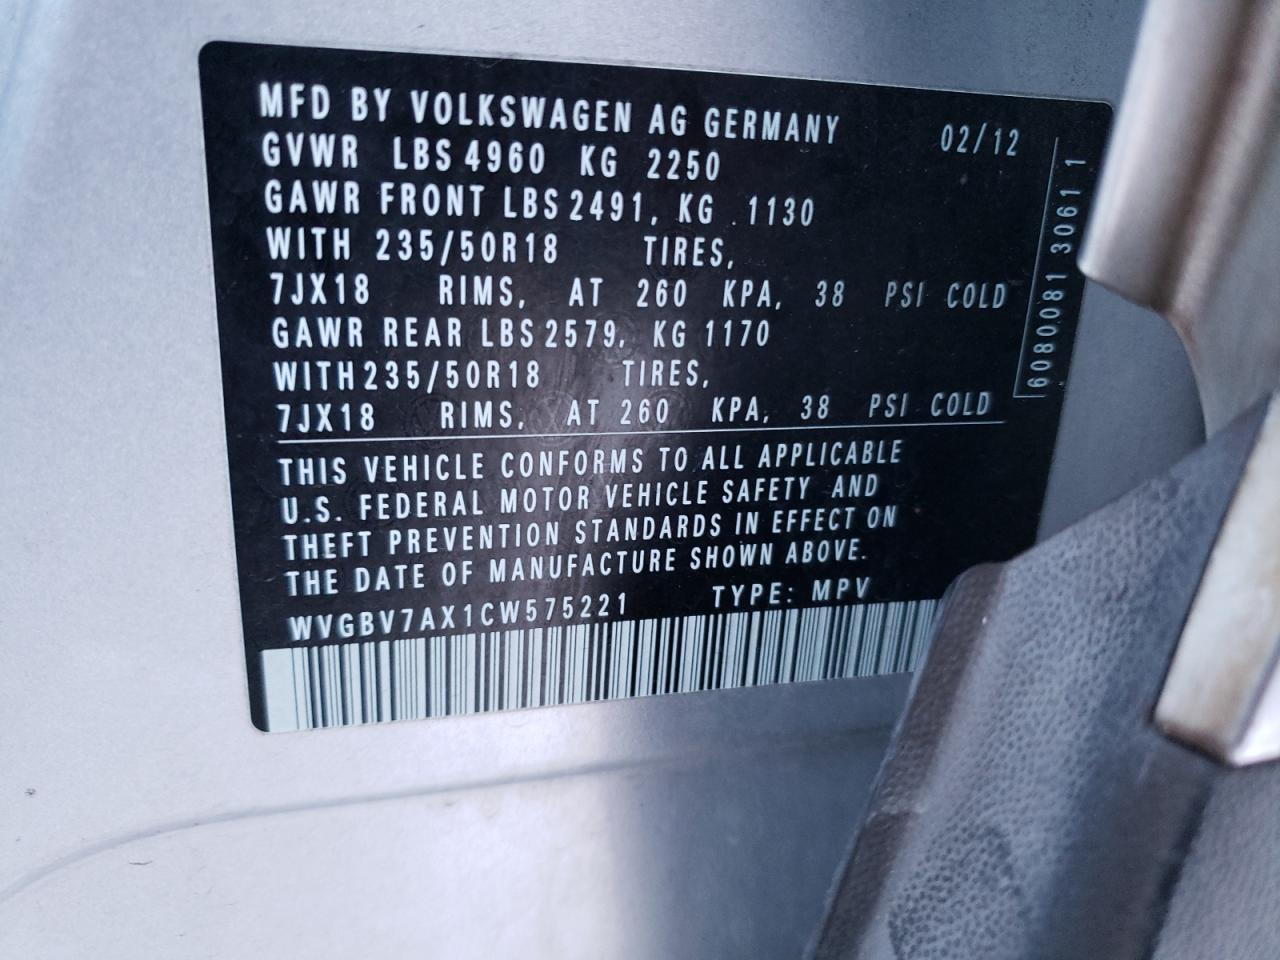 MFD BY VOLKSWAGEN AG GERMANY 02/12
GVWR LBS 4960 KG 2250
GAWR FRONT LBS 2491, KG 1130
WITH 235/50R18 TIRES,
7JX18 RIMS, AT 260 KPA, 38 PSI COLD
GAWR REAR LBS 2579, KG 1170
WITH 235/50R18 TIRES,
7JX18 RIMS, AT 260 KPA, 38 PSI COLD
THIS VEHICLE CONFORMS TO ALL APPLICABLE
U.S. FEDERAL MOTOR VEHICLE SAFETY AND
THEFT PREVENTION STANDARDS IN EFFECT ON
THE DATE OF MANUFACTURE SHOWN ABOVE.
WVGBV7AX1CW575221 TYPE: MPV
6080081 3061 1